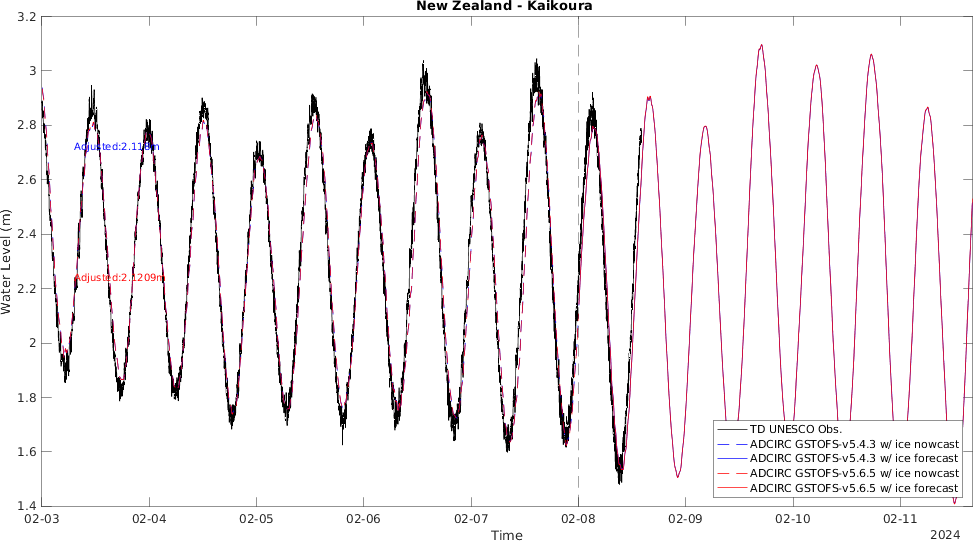 New Zealand - Kaikoura
3.2
3
2.8
2.6
2.4
2.2
2
1.8
1.6
1.4
Water Level (m)
Adjusted:2.2209m
TD UNESCO Obs.
ADCIRC GSTOFS-v5.4.3 w/ ice nowcast
ADCIRC GSTOFS-v5.4.3 w/ ice forecast
ADCIRC GSTOFS-v5.6.5 w/ ice nowcast
ADCIRC GSTOFS-v5.6.5 w/ ice forecast
02-03 02-04 02-05 02-06 02-07 02-08 02-09 02-10 02-11
Time
2024